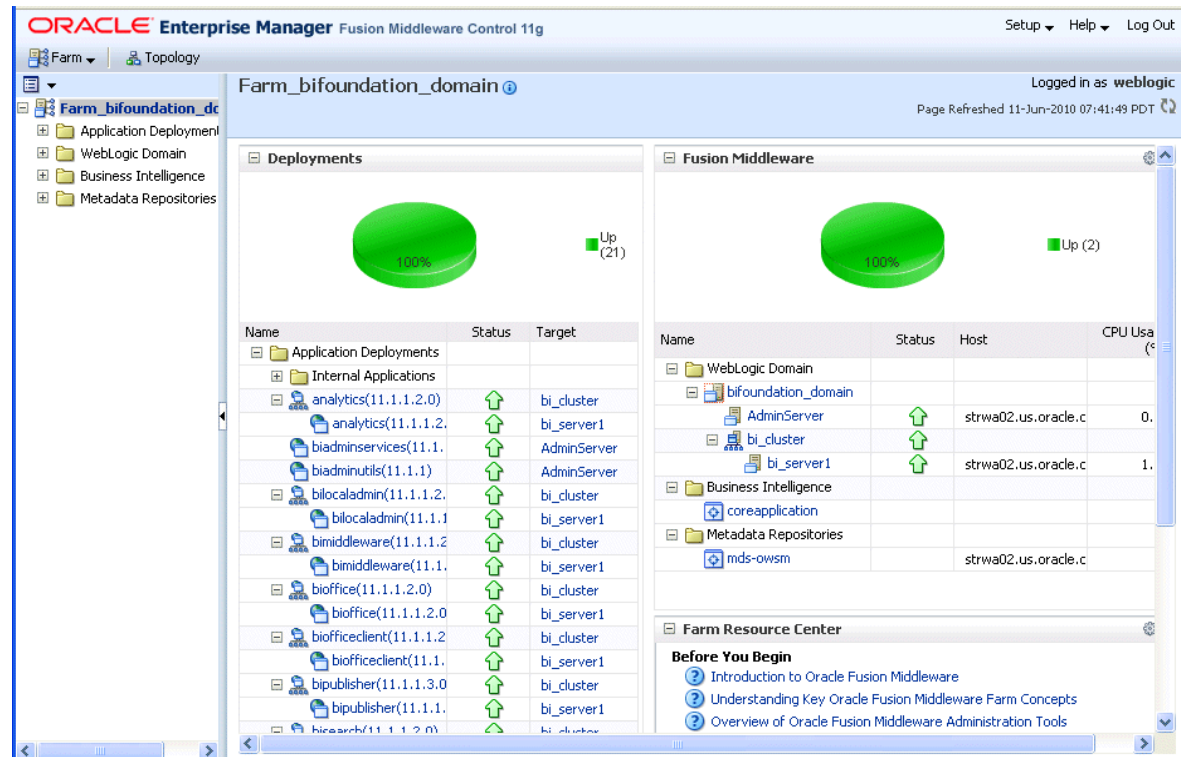 ORACLE Enterprise Manager Fusion Middleware Control 11g
Setup Help Log Out
Farm Topology
Farm_bifoundation_dc
Application Deployment
WebLogic Domain
Business Intelligence
Metadata Repositories
Farm_bifoundation_domain
Logged in as weblogic
Page Refreshed 11-Jun-2010 07:41:49 PDT
Deployments
100%
Up
(21)
Name Status Target
Application Deployments
Internal Applications
analytics(11.1.1.2.0) bi_cluster
analytics(11.1.1.2. bi_server1
biadminservices(11.1. AdminServer
biadminutils(11.1.1) AdminServer
bilocaladmin(11.1.1.2. bi_cluster
bilocaladmin(11.1.1 bi_server1
bimiddleware(11.1.1.2 bi_cluster
bimiddleware(11.1. bi_server1
bioffice(11.1.1.2.0) bi_cluster
bioffice(11.1.1.2.0 bi_server1
biofficeclient(11.1.1.2 bi_cluster
biofficeclient(11.1. bi_server1
bipublisher(11.1.1.3.0 bi_cluster
bipublisher(11.1.1. bi_server1
bisearch(11.1.1.2.0) bi_cluster
Fusion Middleware
100%
Up (2)
Name Status Host CPU Usa
(%
WebLogic Domain
bifoundation_domain
AdminServer strwa02.us.oracle.c 0.
bi_cluster
bi_server1 strwa02.us.oracle.c 1.
Business Intelligence
coreapplication
Metadata Repositories
mds-owsm strwa02.us.oracle.c
Farm Resource Center
Before You Begin
Introduction to Oracle Fusion Middleware
Understanding Key Oracle Fusion Middleware Farm Concepts
Overview of Oracle Fusion Middleware Administration Tools